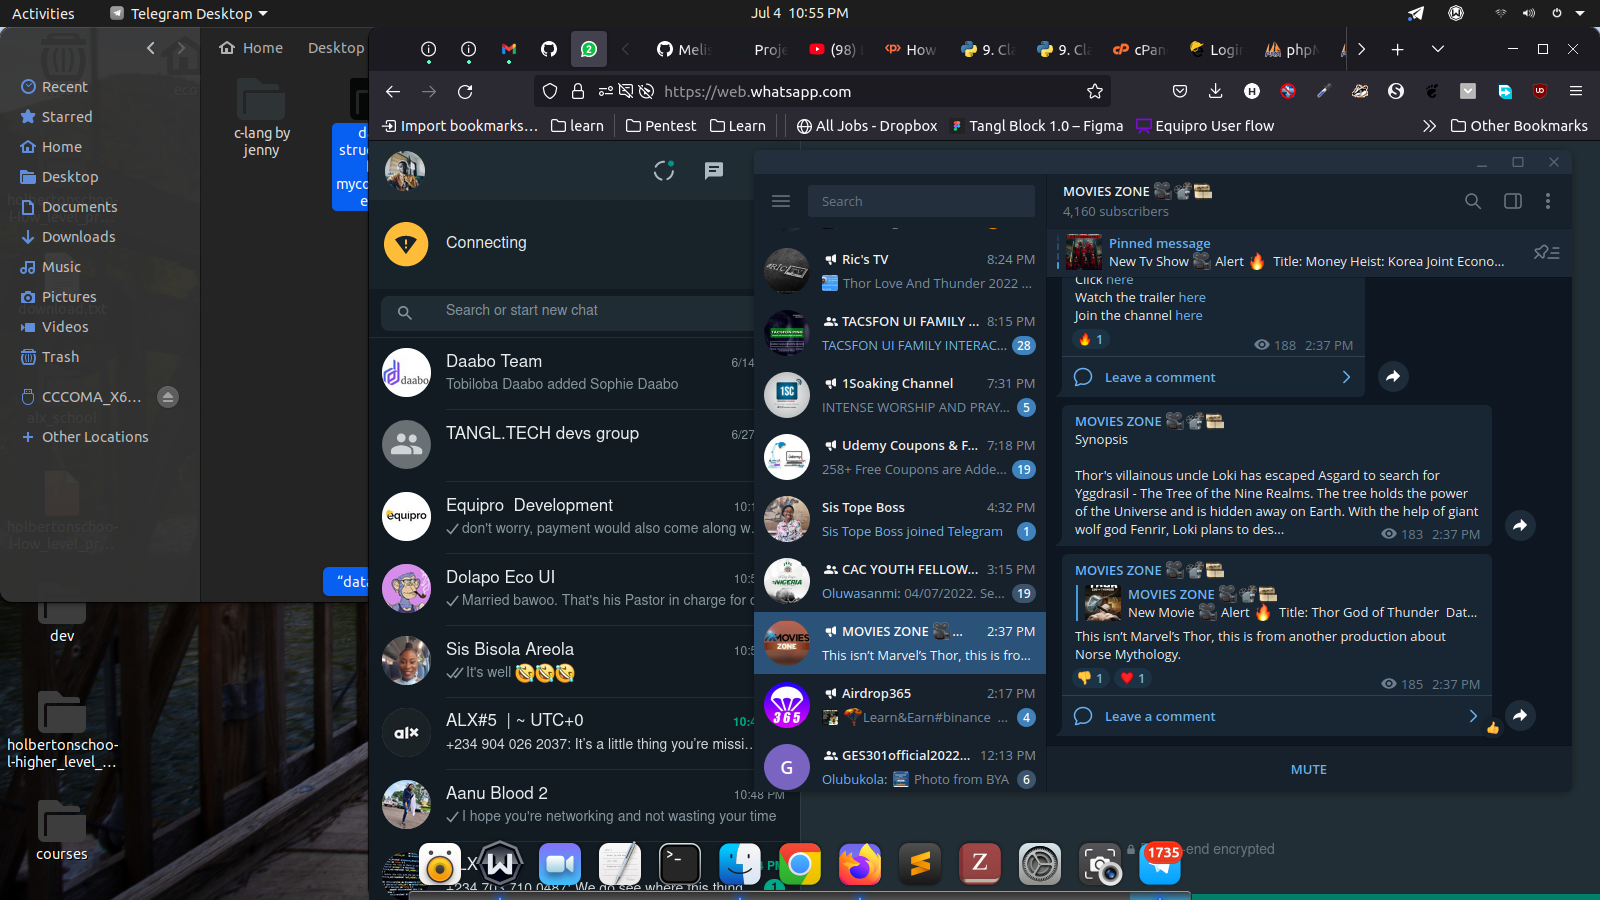 Activities
Telegram Desktop
Jul 4 10:55 PM
Home
Desktop
Recent
Starred
Home
Desktop
Documents
Downloads
Music
Pictures
Videos
Trash
CCCOMA_X6...
Other Locations
download.txt
alx_school
c-lang by
jenny
dev
holbertonschoo-
l-higher_level_...
courses
Melis
Proje
(98)
How
9. Cl
9. Cl
cPan
Login
phpM
https://web.whatsapp.com
Import bookmarks...
learn
Pentest
Learn
All Jobs - Dropbox
Tangl Block 1.0 – Figma
Equipro User flow
Other Bookmarks
Connecting
Search or start new chat
Daabo Team
6/14
Tobiloba Daabo added Sophie Daabo
TANGL.TECH devs group
6/27
Equipro Development
don't worry, payment would also come along w...
Dolapo Eco UI
Married bawoo. That's his Pastor in charge for
Sis Bisola Areola
It's well 🤣🤣🤣
ALX#5 | ~ UTC+0
+234 904 026 2037: It's a little thing you're missi...
Aanu Blood 2
10:48 PM
I hope you're networking and not wasting your time
+234 703 710 0487: We go see where this thing
-end encrypted
Search
Ric's TV
8:24 PM
Thor Love And Thunder 2022 ...
TACSFON UI FAMILY ...
8:15 PM
TACSFON UI FAMILY INTERAC...
28
1Soaking Channel
7:31 PM
INTENSE WORSHIP AND PRAY...
5
Udemy Coupons & F...
7:18 PM
258+ Free Coupons are Adde...
19
Sis Tope Boss
4:32 PM
Sis Tope Boss joined Telegram
1
CAC YOUTH FELLOW...
3:15 PM
Oluwasanmi: 04/07/2022. Se...
19
MOVIES ZONE 🎥 ...
2:37 PM
This isn't Marvel's Thor, this is fro...
Airdrop365
2:17 PM
🪂Learn&Earn#binance ...
4
G
GES301official2022...
12:13 PM
Olubukola: Photo from BYA
6
MOVIES ZONE 🎥📽🎞
4,160 subscribers
Pinned message
New Tv Show 🎥 Alert 🔥 Title: Money Heist: Korea Joint Econo...
Click here
Watch the trailer here
Join the channel here
🔥 1
188 2:37 PM
Leave a comment
MOVIES ZONE 🎥📽🎞
Synopsis
Thor's villainous uncle Loki has escaped Asgard to search for
Yggdrasil - The Tree of the Nine Realms. The tree holds the power
of the Universe and is hidden away on Earth. With the help of giant
wolf god Fenrir, Loki plans to des...
183 2:37 PM
MOVIES ZONE 🎥📽🎞
MOVIES ZONE 🎥📽🎞
New Movie 🎥 Alert 🔥 Title: Thor God of Thunder Dat...
This isn't Marvel's Thor, this is from another production about
Norse Mythology.
👎 1 ❤ 1
185 2:37 PM
Leave a comment
MUTE
1735